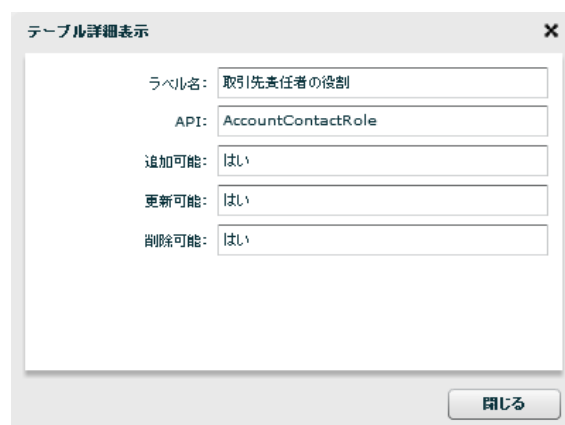 テーブル詳細表示
ラベル名: 取引先責任者の役割
API: AccountContactRole
追加可能: はい
更新可能: はい
削除可能: はい
閉じる